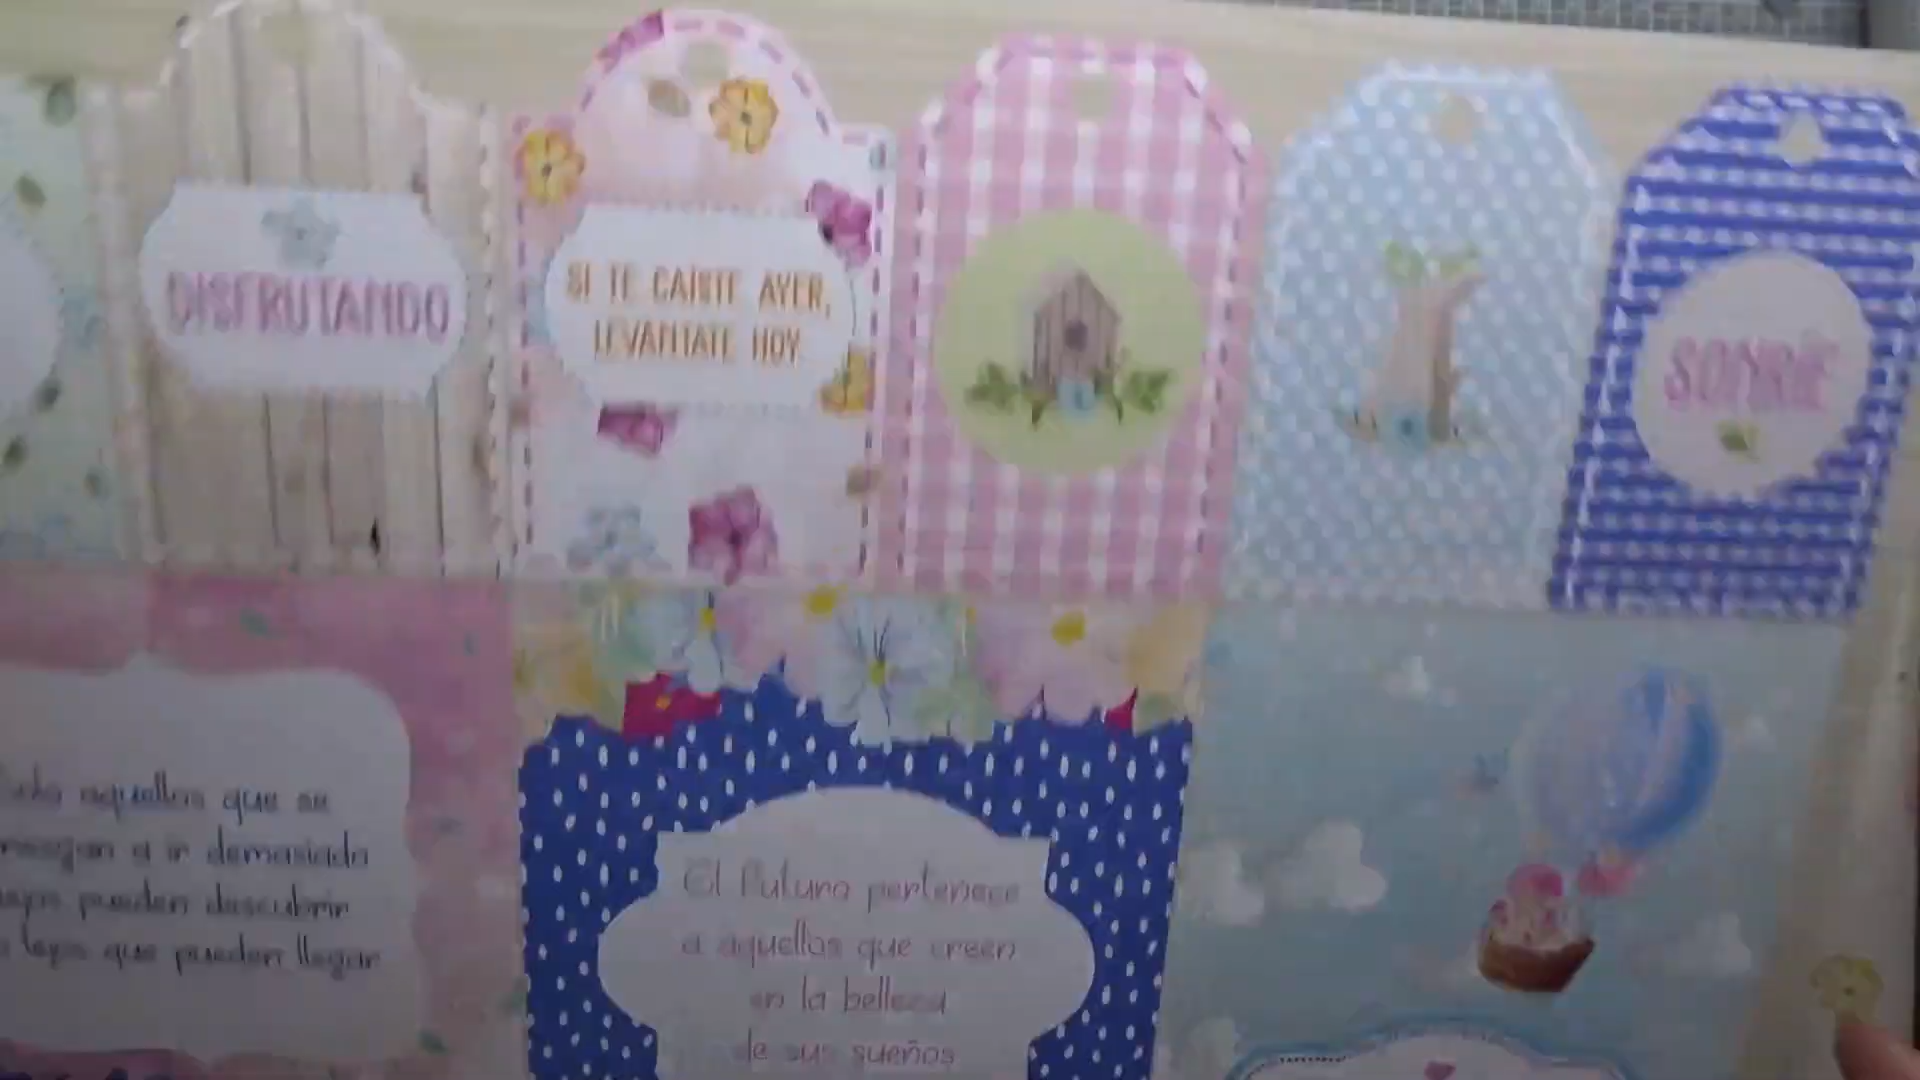 DISFRUTANDO
SI TE CAISTE AYER,
LEVANTATE HOY
SONRIE
aquellos que se
a ir demasiado
pueden descubrir
lejos que pueden llegar
El futuro pertenece
a aquellos que creen
en la belleza
de sus sueños